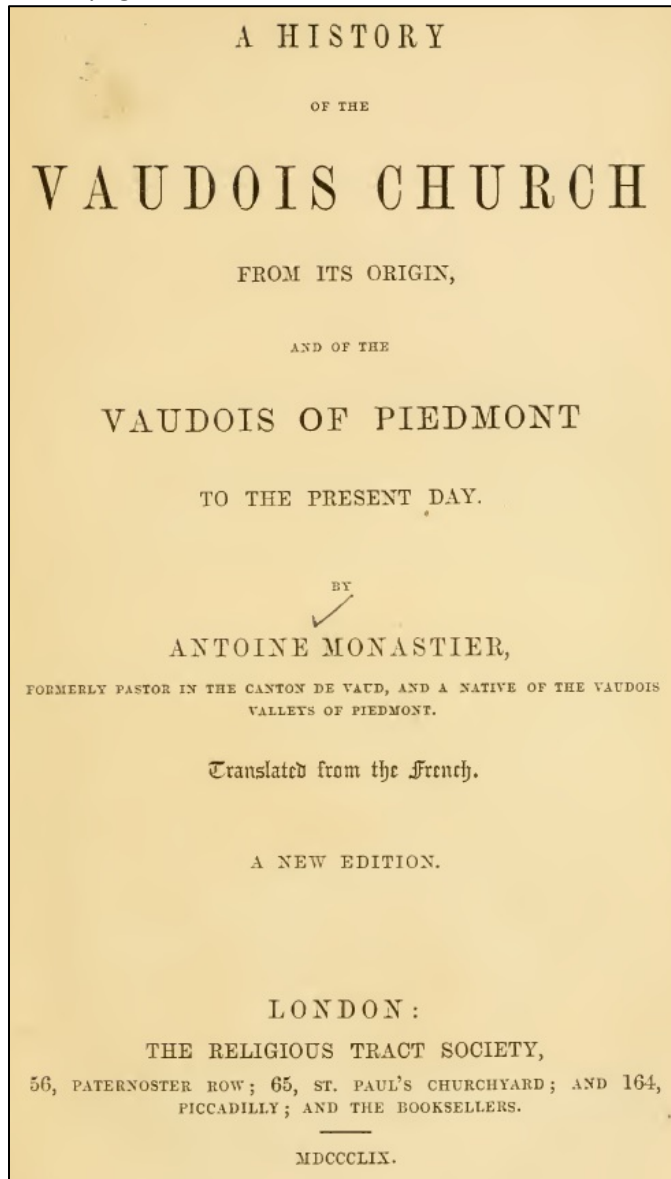 A HISTORY
OF THE
VAUDOIS CHURCH
FROM ITS ORIGIN,
AND OF THE
VAUDOIS OF PIEDMONT
TO THE PRESENT DAY.
BY
ANTOINE MONASTIER,
FORMERLY PASTOR IN THE CANTON DE VAUD, AND A NATIVE OF THE VAUDOIS
VALLEYS OF PIEDMONT.
Translated from the French.
A NEW EDITION.
LONDON:
THE RELIGIOUS TRACT SOCIETY,
56, PATERNOSTER ROW; 65, ST. PAUL'S CHURCHYARD; AND 164,
PICCADILLY; AND THE BOOKSELLERS.
MDCCCLIX.